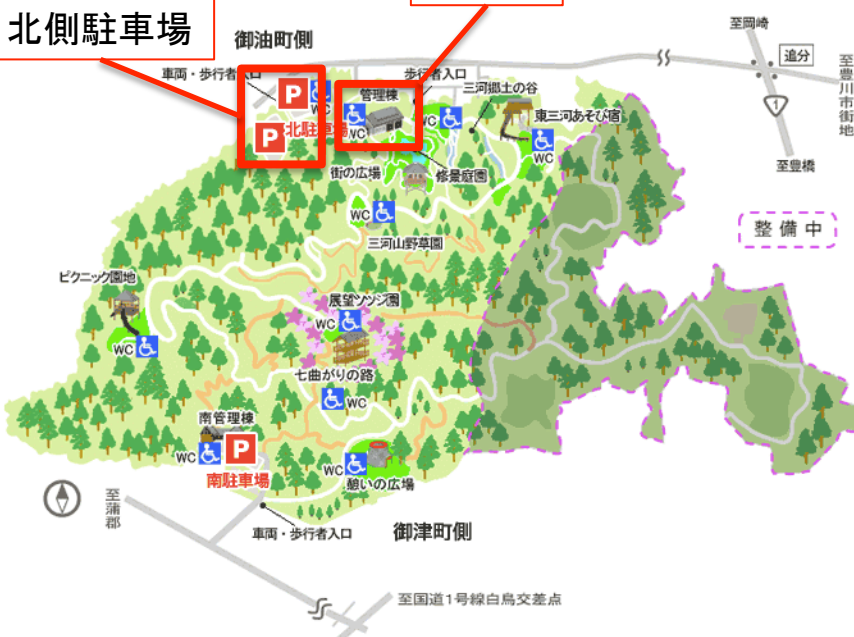 北側駐車場
御油町側
至岡崎
追分
至豊川市街地
車両・歩行者入口
歩行者入口
P
WC
管理棟
三河郷土の谷
1
WC
WC
東三河あそび宿
P
北駐車場
WC
至豊橋
街の広場
修景庭園
WC
整備中
三河山野草園
ピクニック園地
展望ツツジ園
WC
WC
七曲がりの路
WC
南管理棟
P
WC
WC
南駐車場
憩いの広場
至蒲郡
車両・歩行者入口
御津町側
至国道1号線白鳥交差点